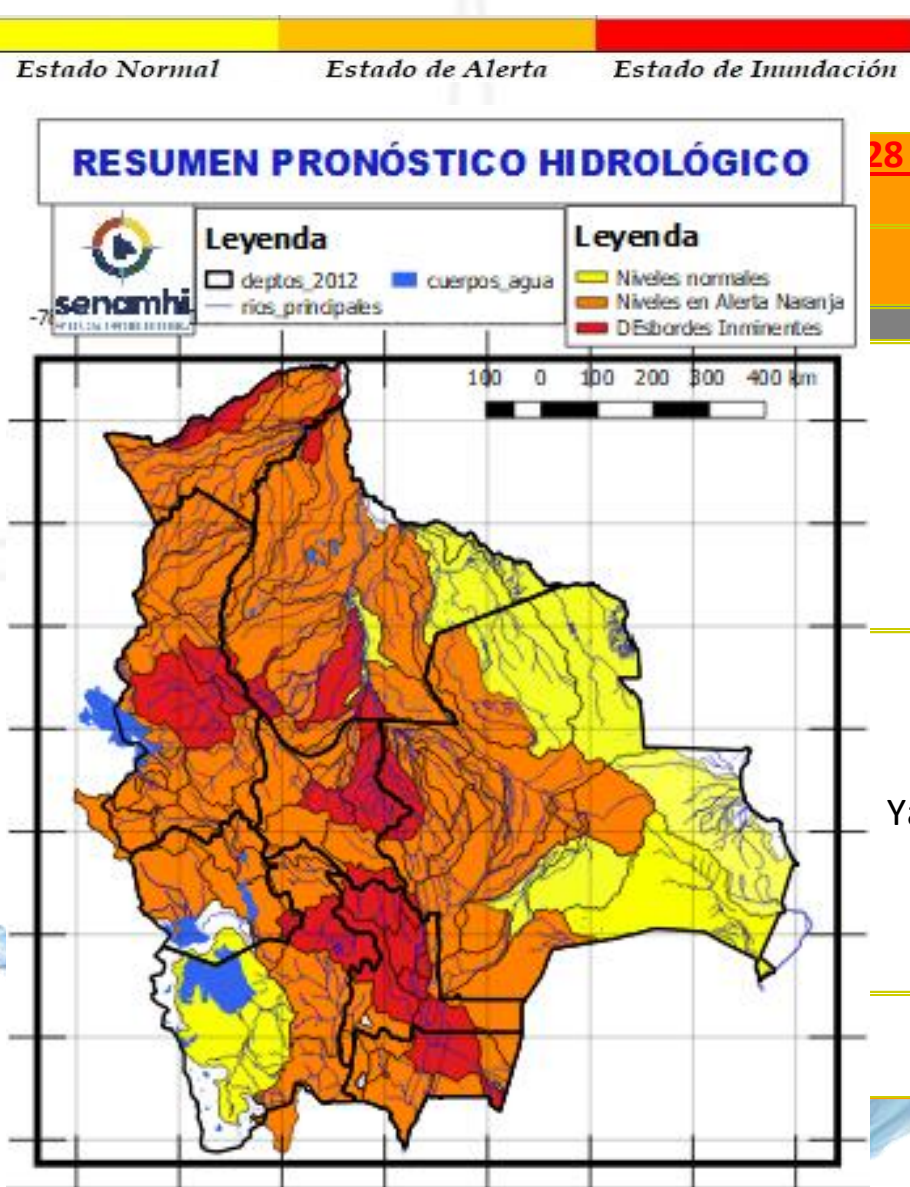 Estado Normal Estado de Alerta Estado de Inundación
RESUMEN PRONÓSTICO HIDROLÓGICO
28
senamhi
Leyenda
deptos_2012 cuerpos_agua
rios_principales
Leyenda
Niveles normales
Niveles en Alerta Naranja
DEsbordes Inminentes
100 0 100 200 300 400 km